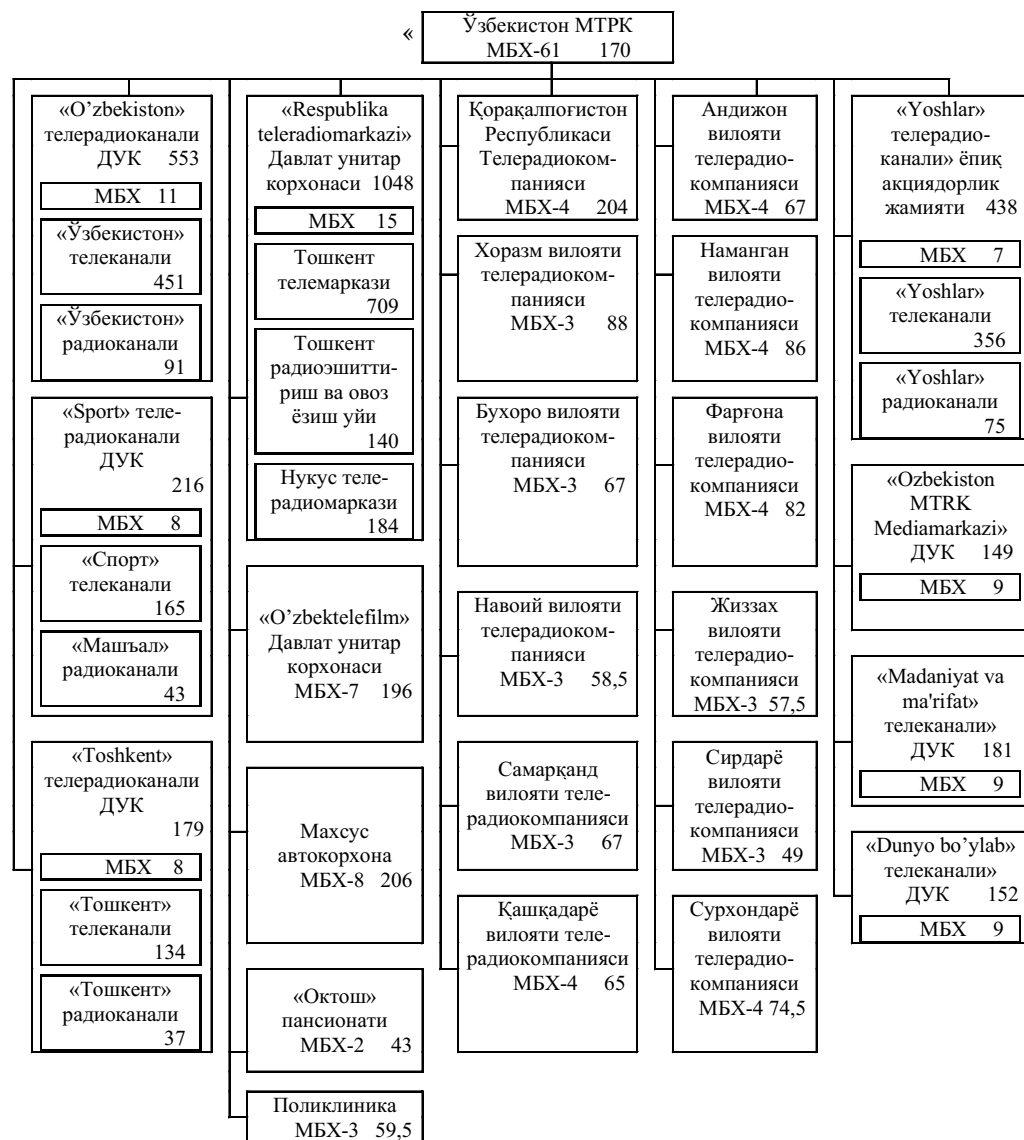 «
Ўзбекистон МТРК
МБХ-61 170
«O’zbekiston»
телерадиоканали
ДУК 553
МБХ 11
«Ўзбекистон»
телеканали
451
«Ўзбекистон»
радиоканали
91
«Sport» теле-
радиоканали
ДУК
216
МБХ 8
«Спорт»
телеканали
165
«Машъал»
радиоканали
43
«Toshkent»
телерадиоканали
ДУК
179
МБХ 8
«Тошкент»
телеканали
134
«Тошкент»
радиоканали
37
«Respublika
teleradiomarkazi»
Давлат унитар
корхонаси 1048
МБХ 15
Тошкент
телемаркази
709
Тошкент
радиоэшитти-
риш ва овоз
ёзиш уйи
140
Нукус теле-
радиомаркази
184
«O’zbektelefilm»
Давлат унитар
корхонаси
МБХ-7 196
Махсус
автокорхона
МБХ-8 206
«Октош»
пансионати
МБХ-2 43
Поликлиника
МБХ-3 59,5
Қорақалпоғистон
Республикаси
Телерадиоком-
панияси
МБХ-4 204
Хоразм вилояти
телерадиоком-
панияси
МБХ-3 88
Бухоро вилояти
телерадиоком-
панияси
МБХ-3 67
Навоий вилояти
телерадиоком-
панияси
МБХ-3 58,5
Самарқанд
вилояти теле-
радиокомпанияси
МБХ-3 67
Қашқадарё
вилояти теле-
радиокомпанияси
МБХ-4 65
Андижон
вилояти
телерадио-
компанияси
МБХ-4 67
Наманган
вилояти
телерадио-
компанияси
МБХ-4 86
Фарғона
вилояти
телерадио-
компанияси
МБХ-4 82
Жиззах
вилояти
телерадио-
компанияси
МБХ-3 57,5
Сирдарё
вилояти
телерадио-
компанияси
МБХ-3 49
Сурхондарё
вилояти
телерадио-
компанияси
МБХ-4 74,5
«Yoshlar»
телерадио-
канали» ёпиқ
акциядорлик
жамияти 438
МБХ 7
«Yoshlar»
телеканали
356
«Yoshlar»
радиоканали
75
«Ozbekiston
MTRK
Mediamarkazi»
ДУК 149
МБХ 9
«Madaniyat va
ma'rifat»
телеканали»
ДУК 181
МБХ 9
«Dunyo bo’ylab»
телеканали»
ДУК 152
МБХ 9